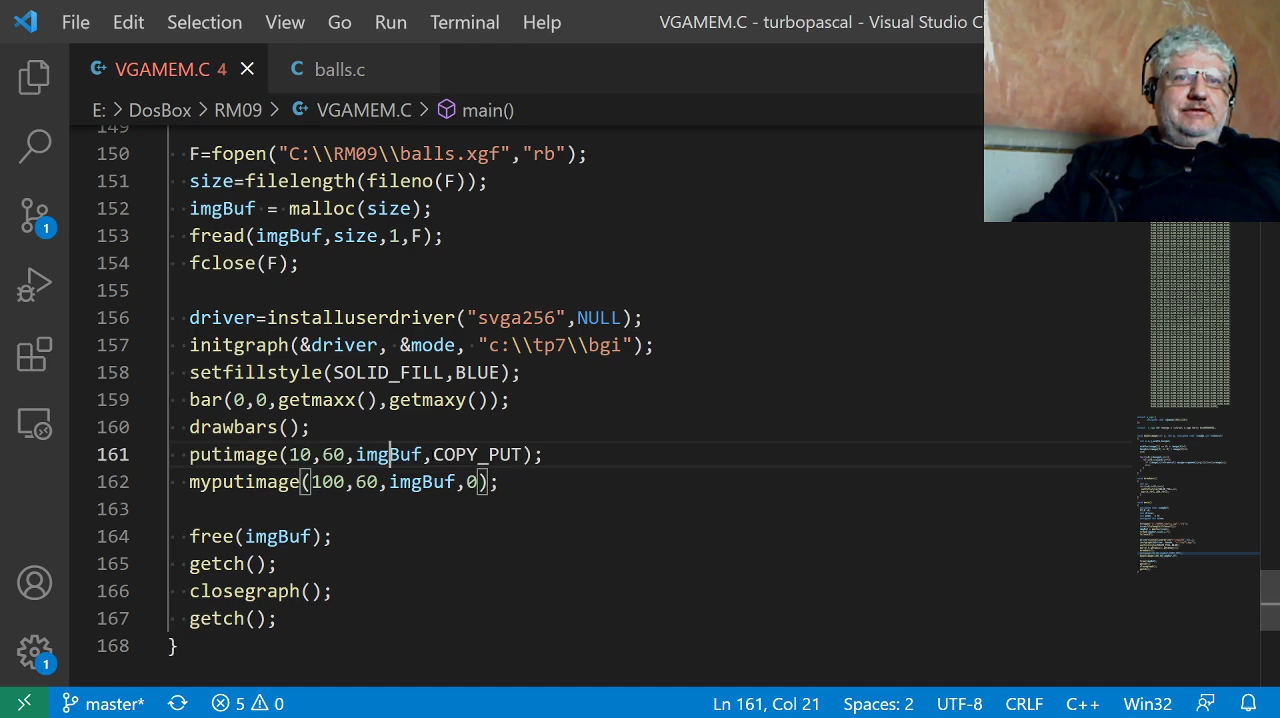 File Edit Selection View Go Run Terminal Help VGAMEM.C - turbopascal - Visual Studio C
VGAMEM.C 4 balls.c
E: > DosBox > RM09 > VGAMEM.C > main()
149
150 F=fopen("C:\\RM09\\balls.xgf","rb");
151 size=filelength(fileno(F));
152 imgBuf = malloc(size);
153 fread(imgBuf,size,1,F);
154 fclose(F);
155
156 driver=installuserdriver("svga256",NULL);
157 initgraph(&driver, &mode, "c:\\tp7\\bgi");
158 setfillstyle(SOLID_FILL,BLUE);
159 bar(0,0,getmaxx(),getmaxy());
160 drawbars();
161 putimage(10,60,imgBuf,COPY_PUT);
162 myputimage(100,60,imgBuf,0);
163
164 free(imgBuf);
165 getch();
166 closegraph();
167 getch();
168 }
1
1
master* 5 0 Ln 161, Col 21 Spaces: 2 UTF-8 CRLF C++ Win32